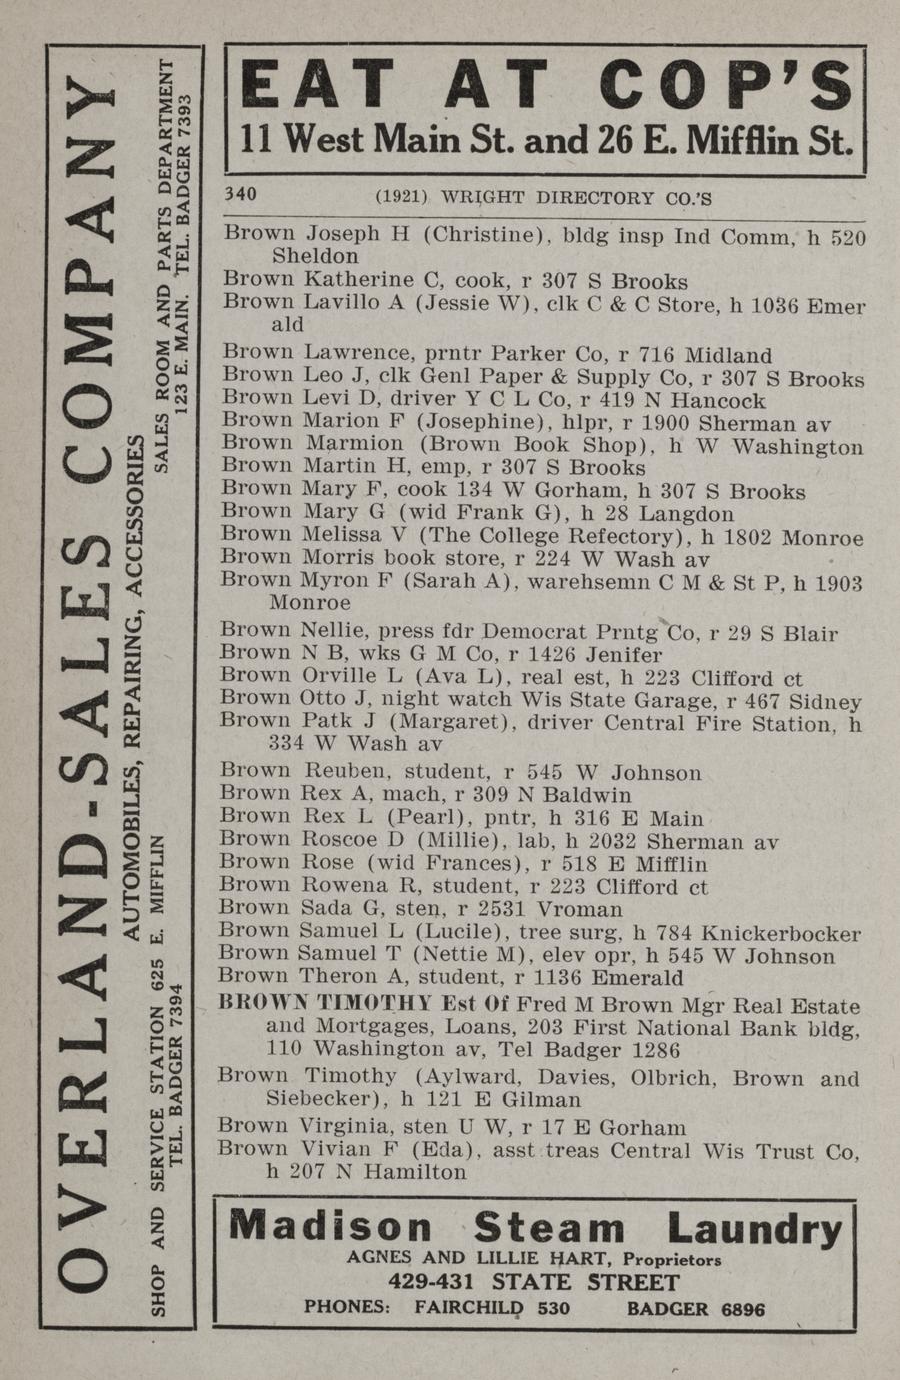 OVERLAND-SALES COMPANY
AUTOMOBILES, REPAIRING, ACCESSORIES
SHOP AND SERVICE STATION 625 E. MIFFLIN
TEL. BADGER 7394
SALES ROOM AND PARTS DEPARTMENT
123 E. MAIN. TEL. BADGER 7393
EAT AT COP'S
11 West Main St. and 26 E. Mifflin St.
340 (1921) WRIGHT DIRECTORY CO.'S
Brown Joseph H (Christine), bldg insp Ind Comm, h 520
Sheldon
Brown Katherine C, cook, r 307 S Brooks
Brown Lavillo A (Jessie W), clk C & C Store, h 1036 Emer
ald
Brown Lawrence, prntr Parker Co, r 716 Midland
Brown Leo J, clk Genl Paper & Supply Co, r 307 S Brooks
Brown Levi D, driver Y C L Co, r 419 N Hancock
Brown Marion F (Josephine), hlpr, r 1900 Sherman av
Brown Marmion (Brown Book Shop), h W Washington
Brown Martin H, emp, r 307 S Brooks
Brown Mary F, cook 134 W Gorham, h 307 S Brooks
Brown Mary G (wid Frank G), h 28 Langdon
Brown Melissa V (The College Refectory), h 1802 Monroe
Brown Morris book store, r 224 W Wash av
Brown Myron F (Sarah A), warehsemn C M & St P, h 1903
Monroe
Brown Nellie, press fdr Democrat Prntg Co, r 29 S Blair
Brown N B, wks G M Co, r 1426 Jenifer
Brown Orville L (Ava L), real est, h 223 Clifford ct
Brown Otto J, night watch Wis State Garage, r 467 Sidney
Brown Patk J (Margaret), driver Central Fire Station, h
334 W Wash av
Brown Reuben, student, r 545 W Johnson
Brown Rex A, mach, r 309 N Baldwin
Brown Rex L (Pearl), pntr, h 316 E Main
Brown Roscoe D (Millie), lab, h 2032 Sherman av
Brown Rose (wid Frances), r 518 E Mifflin
Brown Rowena R, student, r 223 Clifford ct
Brown Sada G, sten, r 2531 Vroman
Brown Samuel L (Lucile), tree surg, h 784 Knickerbocker
Brown Samuel T (Nettie M), elev opr, h 545 W Johnson
Brown Theron A, student, r 1136 Emerald
BROWN TIMOTHY Est Of Fred M Brown Mgr Real Estate
and Mortgages, Loans, 203 First National Bank bldg,
110 Washington av, Tel Badger 1286
Brown Timothy (Aylward, Davies, Olbrich, Brown and
Siebecker), h 121 E Gilman
Brown Virginia, sten U W, r 17 E Gorham
Brown Vivian F (Eda), asst treas Central Wis Trust Co,
h 207 N Hamilton
Madison Steam Laundry
AGNES AND LILLIE HART, Proprietors
429-431 STATE STREET
PHONES: FAIRCHILD 530 BADGER 6896